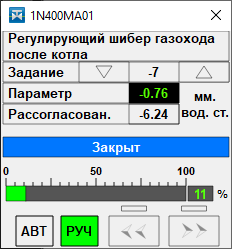 1N400MA01
Регулирующий шибер газохода
после котла
Задание -7
Параметр -0.76 мм.
Рассогласован. -6.24 вод. ст.
Закрыт
0 50 100
11 %
АВТ РУЧ